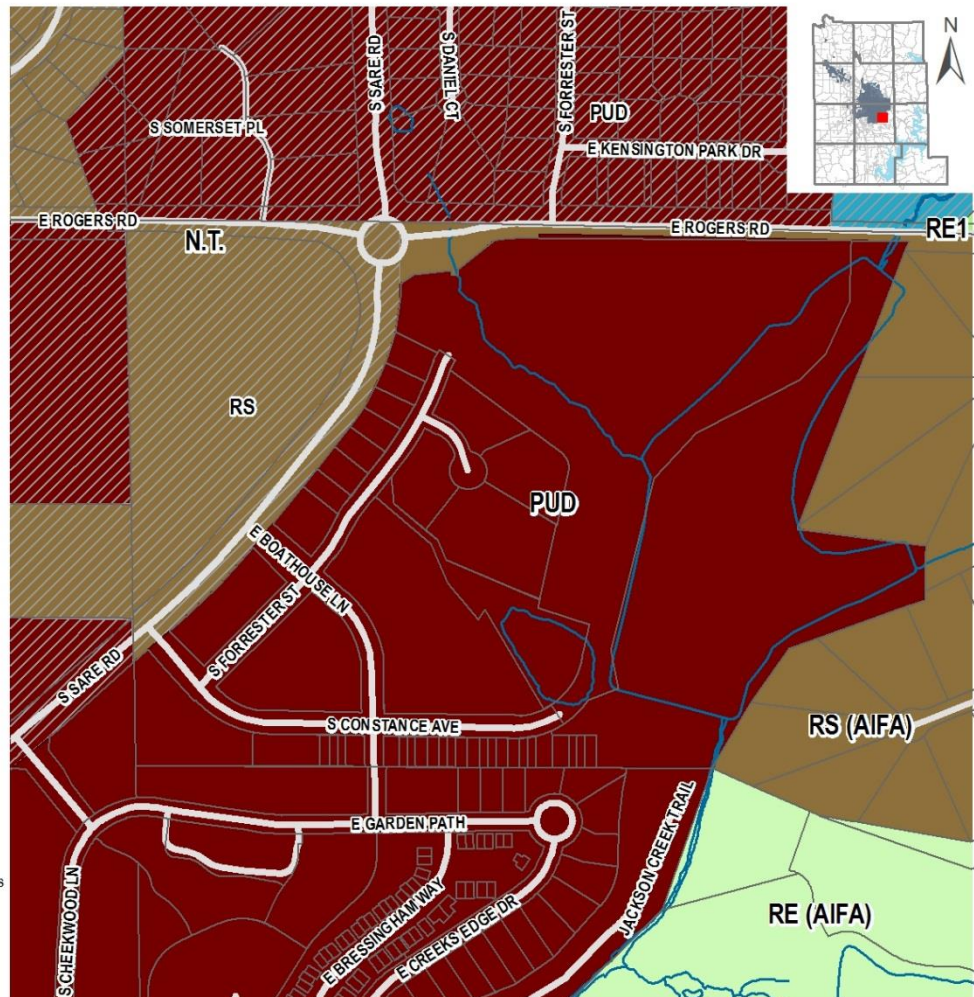 N
S SARE RD
S DANIEL CT
S FORRESTER ST
PUD
S SOMERSET PL
E KENSINGTON PARK DR
E ROGERS RD
N.T.
E ROGERS RD
RE1
RS
PUD
E BOATHOUSE LN
S FORRESTER ST
S SARE RD
S CONSTANCE AVE
RS (AIFA)
E GARDEN PATH
JACKSON CREEK TRAIL
S CHEEKWOOD LN
E BRESSINGHAM WAY
E CREEKS EDGE DR
RE (AIFA)
s